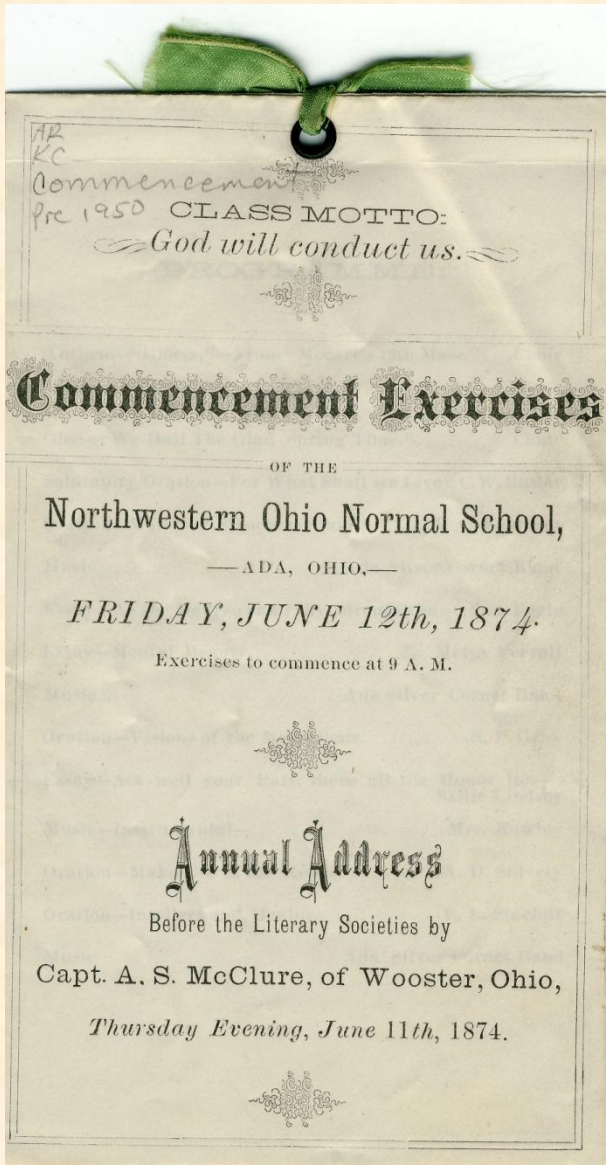 AR
KC
Commencement
Pre 1950
CLASS MOTTO:
God will conduct us.
Commencement Exercises
OF THE
Northwestern Ohio Normal School,
—ADA, OHIO,—
FRIDAY, JUNE 12th, 1874.
Exercises to commence at 9 A. M.
Annual Address
Before the Literary Societies by
Capt. A. S. McClure, of Wooster, Ohio,
Thursday Evening, June 11th, 1874.